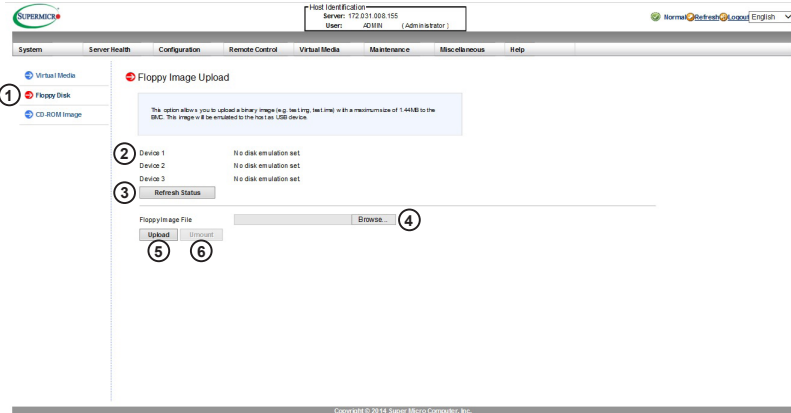 SUPERMICR
Host Identification
Server: 172.031.008.155
User: ADMIN (Administrator)
Normal Refresh Logout English
System Server Health Configuration Remote Control Virtual Media Maintenance Miscellaneous Help
Virtual Media
1 Floppy Disk
CD-ROM Image
Floppy Image Upload
This option allows you to upload a binary image (e.g. test.img, test.ima) with a maximum size of 1.44MB to the
BMC. This image will be emulated to the host as USB device.
2 Device 1 No disk emulation set.
Device 2 No disk emulation set.
Device 3 No disk emulation set.
3 Refresh Status
Floppy Image File Browse... 4
Upload Umount
5 6
Copyright © 2014 Super Micro Computer, Inc.